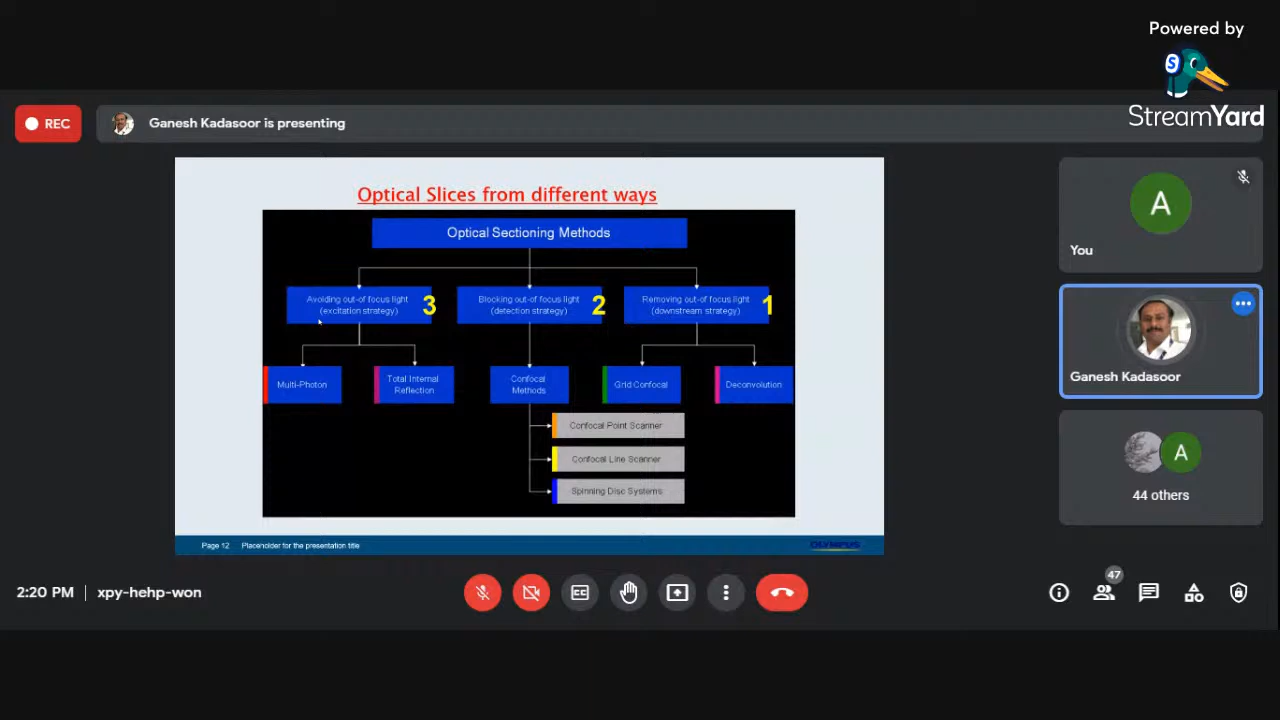 Powered by
StreamYard
REC
Ganesh Kadasoor is presenting
Optical Slices from different ways
Optical Sectioning Methods
Avoiding out-of focus light
(excitation strategy)
3
Blocking out-of focus light
(detection strategy)
2
Removing out-of focus light
(downstream strategy)
1
Multi-Photon
Total Internal
Reflection
Confocal
Methods
Grid Confocal
Deconvolution
Confocal Point Scanner
Confocal Line Scanner
Spinning Disc Systems
Page 12 Placeholder for the presentation title
OLYMPUS
A
You
Ganesh Kadasoor
A
44 others
2:20 PM | xpy-hehp-won
CC
47